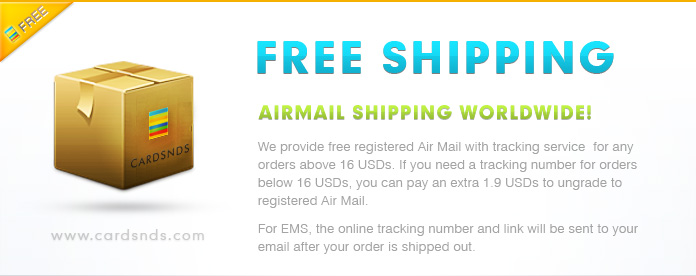 FREE
FREE SHIPPING
AIRMAIL SHIPPING WORLDWIDE!
We provide free registered Air Mail with tracking service  for any
orders above 16 USDs. If you need a tracking number for orders
below 16 USDs, you can pay an extra 1.9 USDs to ungrade to
registered Air Mail.
For EMS, the online tracking number and link will be sent to your
email after your order is shipped out.
CARDSNDS
www.cardsnds.com